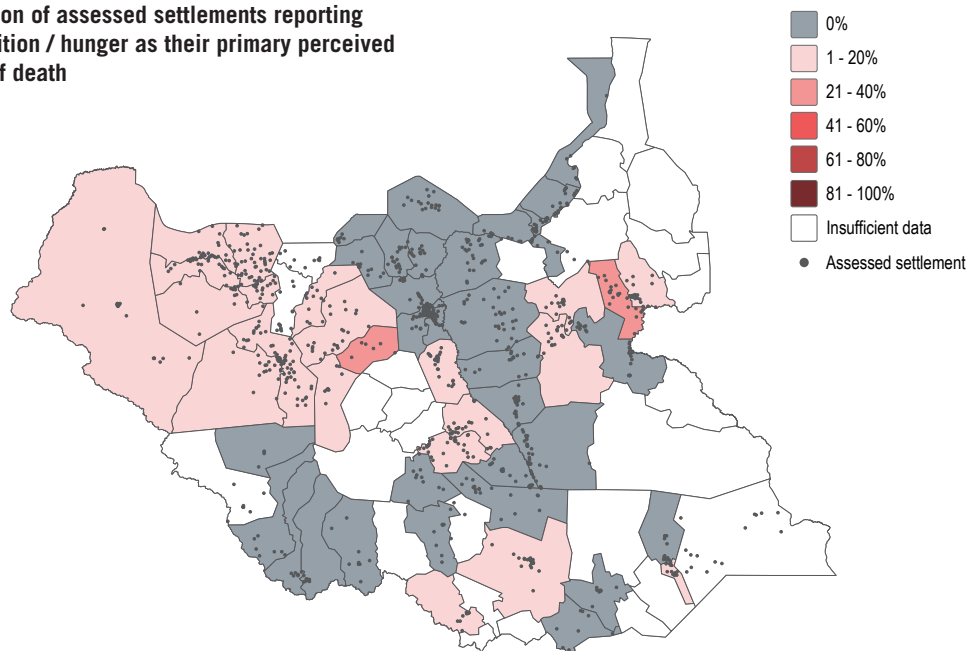 on of assessed settlements reporting
ition / hunger as their primary perceived
f death
0%
1 - 20%
21 - 40%
41 - 60%
61 - 80%
81 - 100%
Insufficient data
Assessed settlement